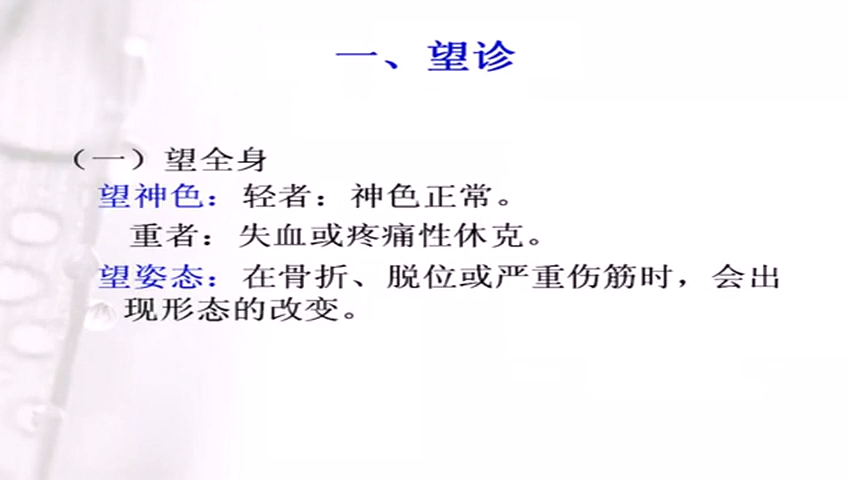 一、望诊
（一）望全身
望神色：轻者：神色正常。
重者：失血或疼痛性休克。
望姿态：在骨折、脱位或严重伤筋时，会出
现形态的改变。